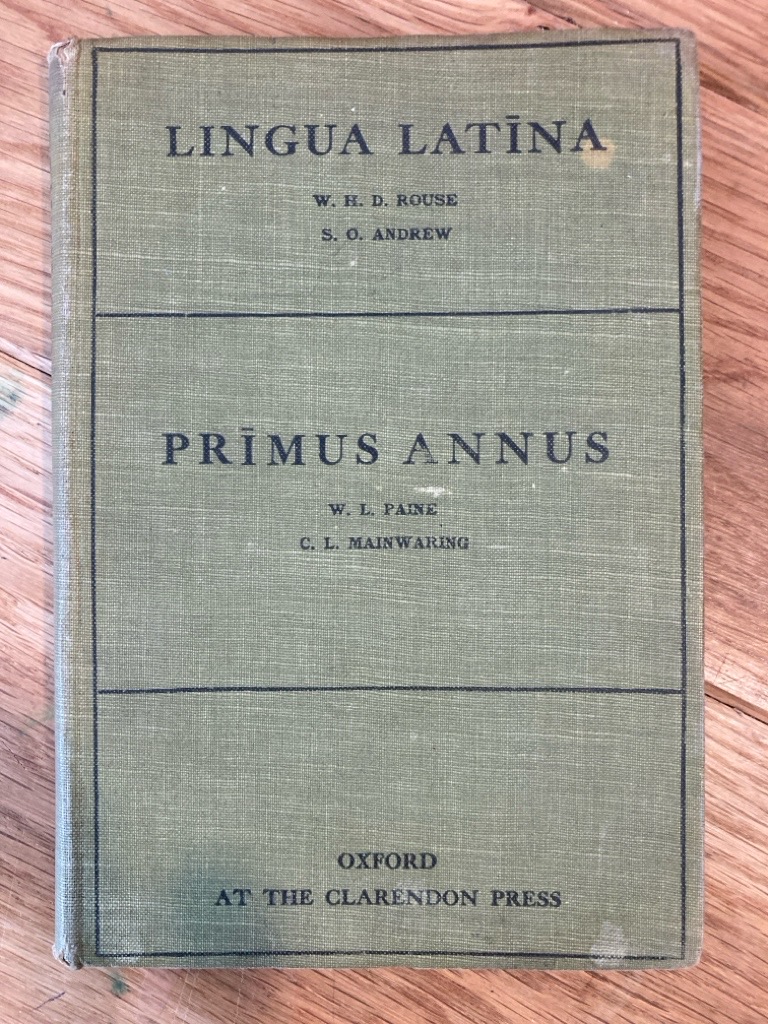 LINGUA LATĪNA
W. H. D. ROUSE
S. O. ANDREW
PRĪMUS ANNUS
W. L. PAINE
C. L. MAINWARING
OXFORD
AT THE CLARENDON PRESS